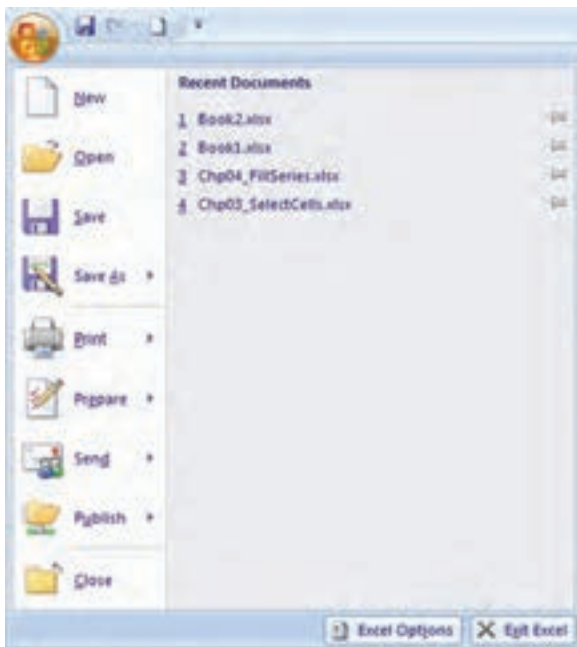 New
Open
Save
Save As
Print
Prepare
Send
Publish
Close
Recent Documents
1 Book2.xlsx
2 Book1.xlsx
3 Chp04_FillSeries.xlsx
4 Chp03_SelectCells.xlsx
Excel Options
Exit Excel